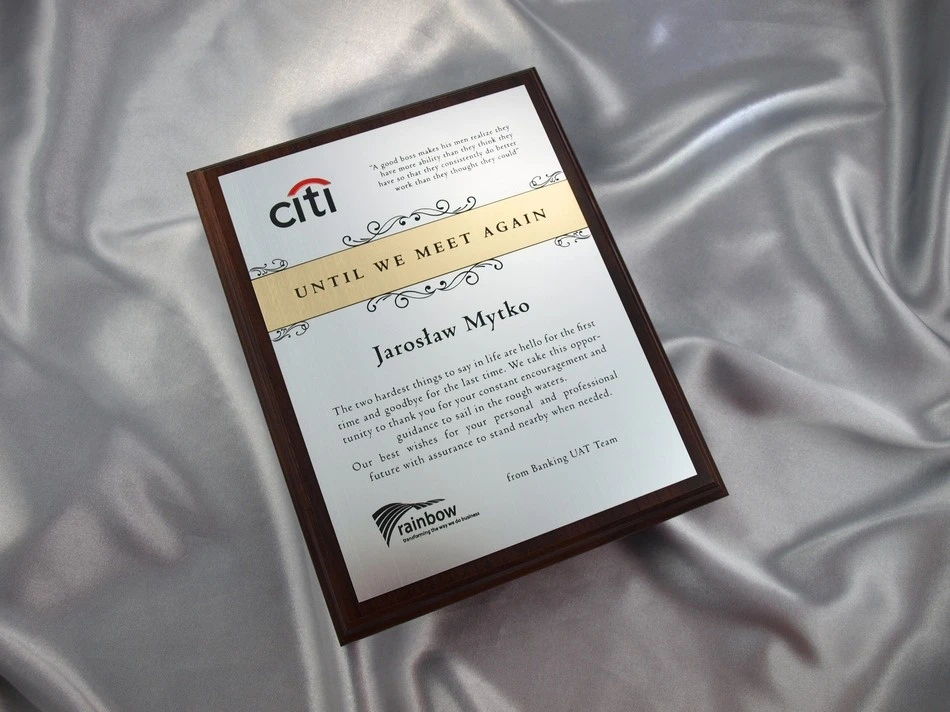 citi
"A good boss makes his men realize they
have more ability than they think they
have so that they consistently do better
work than they thought they could"
UNTIL WE MEET AGAIN
Jarosław Mytko
The two hardest things to say in life are hello for the first
time and goodbye for the last time. We take this oppor-
tunity to thank you for your constant encouragement and
guidance to sail in the rough waters.
Our best wishes for your personal and professional
future with assurance to stand nearby when needed.
from Banking UAT Team
rainbow
transforming the way we do business